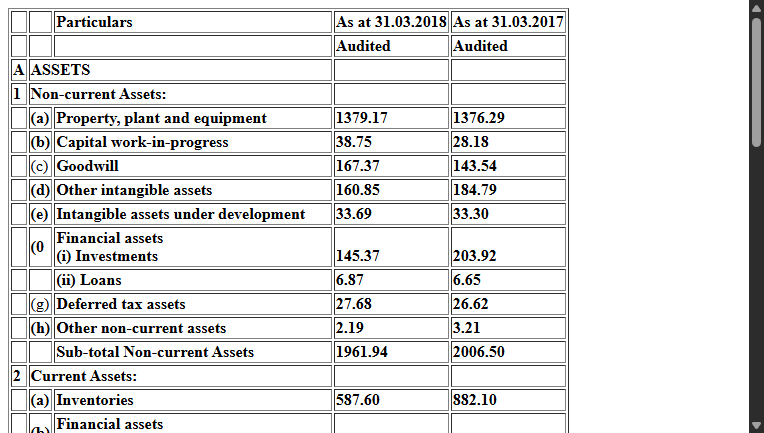 Particulars As at 31.03.2018 As at 31.03.2017
Audited Audited
A ASSETS
1 Non-current Assets:
(a) Property, plant and equipment 1379.17 1376.29
(b) Capital work-in-progress 38.75 28.18
(c) Goodwill 167.37 143.54
(d) Other intangible assets 160.85 184.79
(e) Intangible assets under development 33.69 33.30
(0 Financial assets
(i) Investments 145.37 203.92
(ii) Loans 6.87 6.65
(g) Deferred tax assets 27.68 26.62
(h) Other non-current assets 2.19 3.21
Sub-total Non-current Assets 1961.94 2006.50
2 Current Assets:
(a) Inventories 587.60 882.10
(b) Financial assets